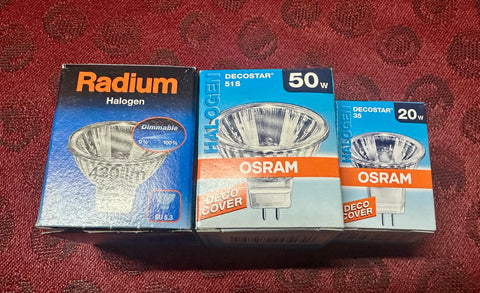 Radium
Halogen
Dimmable
0%
100%
420 lm
GU 5.3
HALOGEN
DECOSTAR®
51S
50W
OSRAM
DECO
COVER
HALOGEN
DECOSTAR®
35
20W
OSRAM
DECO
COVER